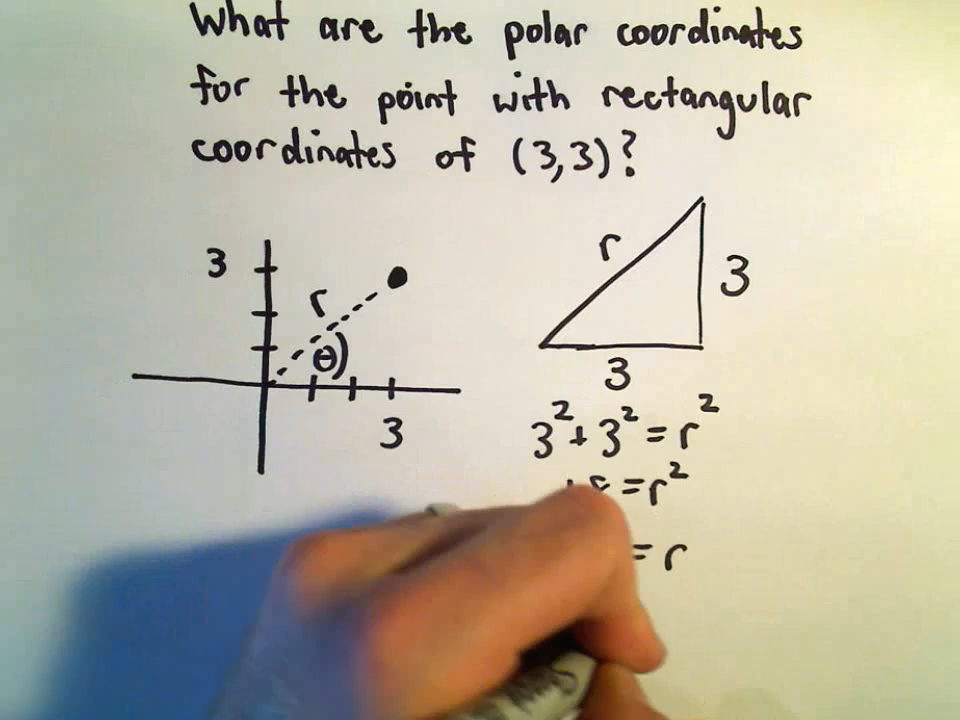 What are the polar coordinates
for the point with rectangular
coordinates of (3,3)?
3
r
θ
3
r
3
3
3² + 3² = r²
= r²
= r